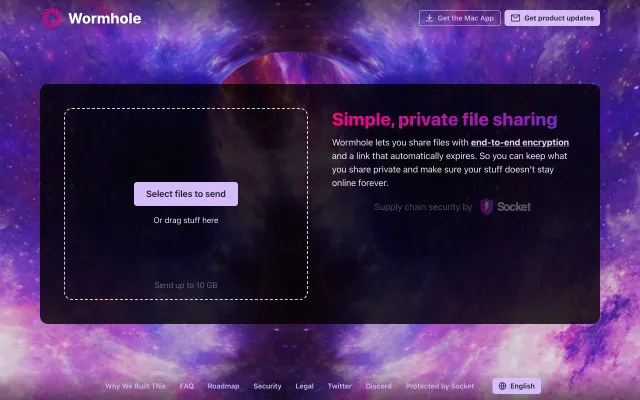 Wormhole
Get the Mac App
Get product updates
Select files to send
Or drag stuff here
Send up to 10 GB
Simple, private file sharing
Wormhole lets you share files with end-to-end encryption
and a link that automatically expires. So you can keep what
you share private and make sure your stuff doesn't stay
online forever.
Supply chain security by Socket
Why We Built This FAQ Roadmap Security Legal Twitter Discord Protected by Socket English